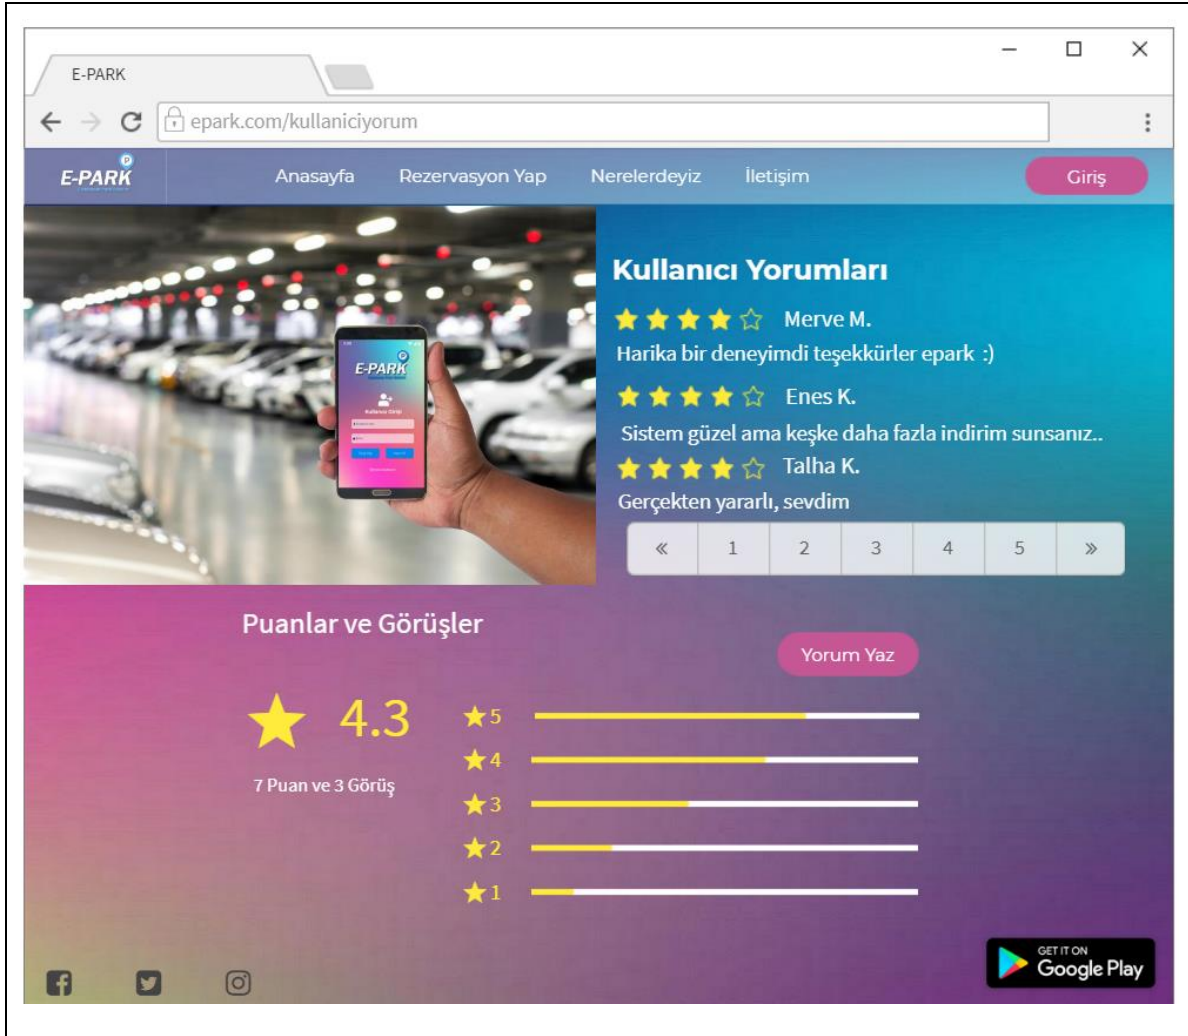 E-PARK
epark.com/kullaniciyorum
P
E-PARK
Anasayfa Rezervasyon Yap Nerelerdeyiz İletişim Giriş
Kullanıcı Yorumları
Merve M.
Harika bir deneyimdi teşekkürler epark :)
Enes K.
Sistem güzel ama keşke daha fazla indirim sunsanız..
Talha K.
Gerçekten yararlı, sevdim
« 1 2 3 4 5 »
P
E-PARK
Kullanıcı Girişi
Puanlar ve Görüşler
Yorum Yaz
4.3
7 Puan ve 3 Görüş
5
4
3
2
1
GET IT ON
Google Play